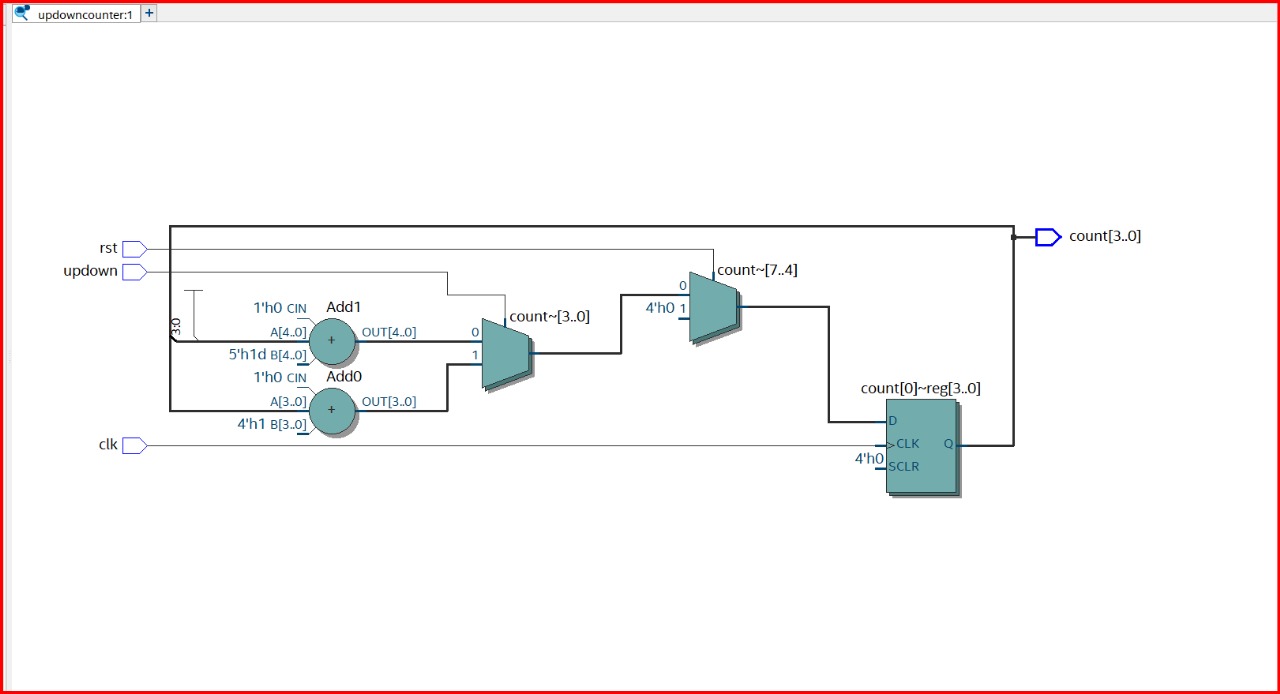 updowncounter:1 +
count[3..0]
rst
updown
count~[7..4]
0
4'h0 1
1'h0 CIN Add1
count~[3..0]
3:0
A[4..0] + OUT[4..0] 0
5'h1d B[4..0] 1
1'h0 CIN Add0
A[3..0] + OUT[3..0]
4'h1 B[3..0]
count[0]~reg[3..0]
D
clk
CLK Q
4'h0 SCLR